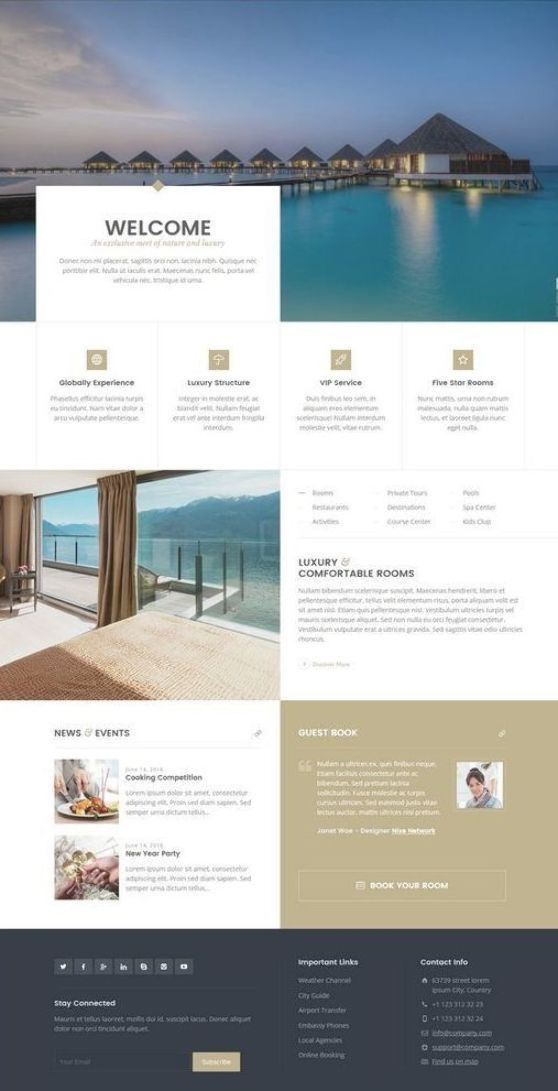 WELCOME
An exclusive meet of nature and luxury
Donec non mi placerat, sagittis orci non, lacinia nibh. Quisque nec
porttitor elit. Nulla ut iaculis erat. Maecenas nunc felis, porta vel
vehicula nec, tristique id urna.
Globally Experience
Phasellus efficitur lacinia turpis
eu tincidunt. Nam vitae dolor a
arcu vulputate pellentesque.
Luxury Structure
Integer in molestie erat, ac
blandit velit. Nullam feugiat
erat vel ante interdum fringilla
interdum.
VIP Service
Duis finibus leo sem, in
aliquam eros elementum
scelerisque! Nullam interdum
molestie velit, vitae rutrum.
Five Star Rooms
Nunc mattis, urna non rutrum
malesuada, nulla quam mattis
lectus, et laoreet ligula nunc
eget nulla.
Rooms
Private Tours
Pools
Restaurants
Destinations
Spa Center
Activities
Course Center
Kids Club
LUXURY &
COMFORTABLE ROOMS
Nullam bibendum scelerisque suscipit. Maecenas hendrerit, libero et
pellentesque efficitur, tellus velit elementum risus, porta aliquam velit est
sit amet nisl. Etiam quis pellentesque nisl. Vestibulum ultricies turpis vel
mauris scelerisque aliquet. Sed non nulla eu orci feugiat consectetur.
Vestibulum vulputate erat a ultrices gravida. Sed sagittis vitae odio ultricies
rhoncus.
Discover More
NEWS & EVENTS
June 14, 2016
Cooking Competition
Lorem ipsum dolor sit amet, consectetur
adipiscing elit. Proin sed diam sapien. Sed
semper urna dictum tellus...
June 14, 2016
New Year Party
Lorem ipsum dolor sit amet, consectetur
adipiscing elit. Proin sed diam sapien. Sed
semper urna dictum tellus...
GUEST BOOK
Nullam a ultrices ex, quis finibus neque.
Etiam facilisis consectetur ante ac
bibendum. Sed pretium lacinia
sollicitudin. Fusce molestie ac turpis
cursus ultrices. Sed euismod justo vitae
lectus auctor, mattis ultrices nisl pretium.
Janet Woe - Designer Niva Network
BOOK YOUR ROOM
Stay Connected
Mauris et tellus laoreet, mollis dui id, suscipit lacus. Donec aliquet
dolor non orci tincidunt aliquet.
Your Email
Subscribe
Important Links
Weather Channel
City Guide
Airport Transfer
Embassy Phones
Local Agencies
Online Booking
Contact Info
63739 street lorem
ipsum City, Country
+1 123 312 32 23
+1 123 312 32 24
info@company.com
support@company.com
Find us on map